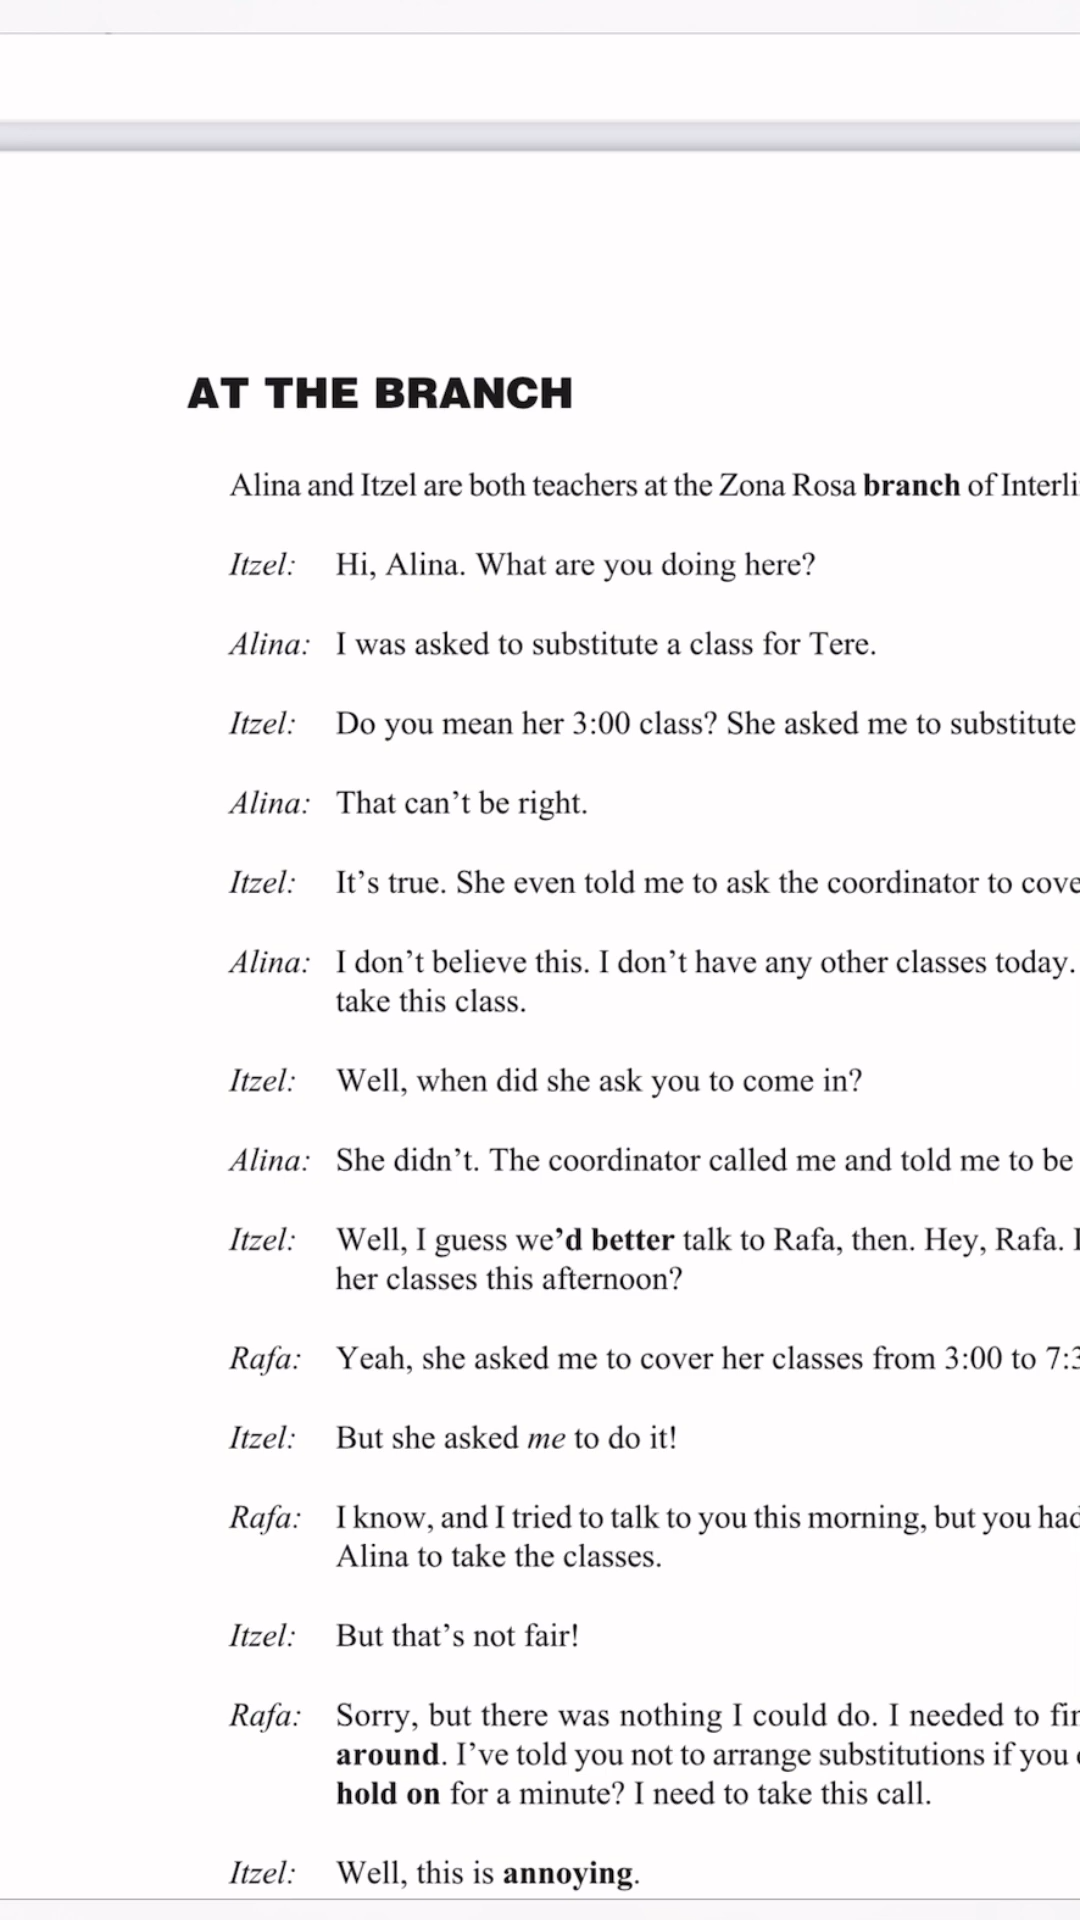 AT THE BRANCH
Alina and Itzel are both teachers at the Zona Rosa branch of
Itzel: Hi, Alina. What are you doing here?
Alina: I was asked to substitute a class for Tere.
Itzel: Do you mean her 3:00 class? She asked me to substitute
Alina: That can’t be right.
Itzel: It’s true. She even told me to ask the coordinator to
Alina: I don’t believe this. I don’t have any other classes today.
take this class.
Itzel: Well, when did she ask you to come in?
Alina: She didn’t. The coordinator called me and told me to be
Itzel: Well, I guess we’d better talk to Rafa, then. Hey, Rafa.
her classes this afternoon?
Rafa: Yeah, she asked me to cover her classes from 3:00 to
Itzel: But she asked me to do it!
Rafa: I know, and I tried to talk to you this morning, but you
Alina to take the classes.
Itzel: But that’s not fair!
Rafa: Sorry, but there was nothing I could do. I needed to
around. I’ve told you not to arrange substitutions if you
hold on for a minute? I need to take this call.
Itzel: Well, this is annoying.